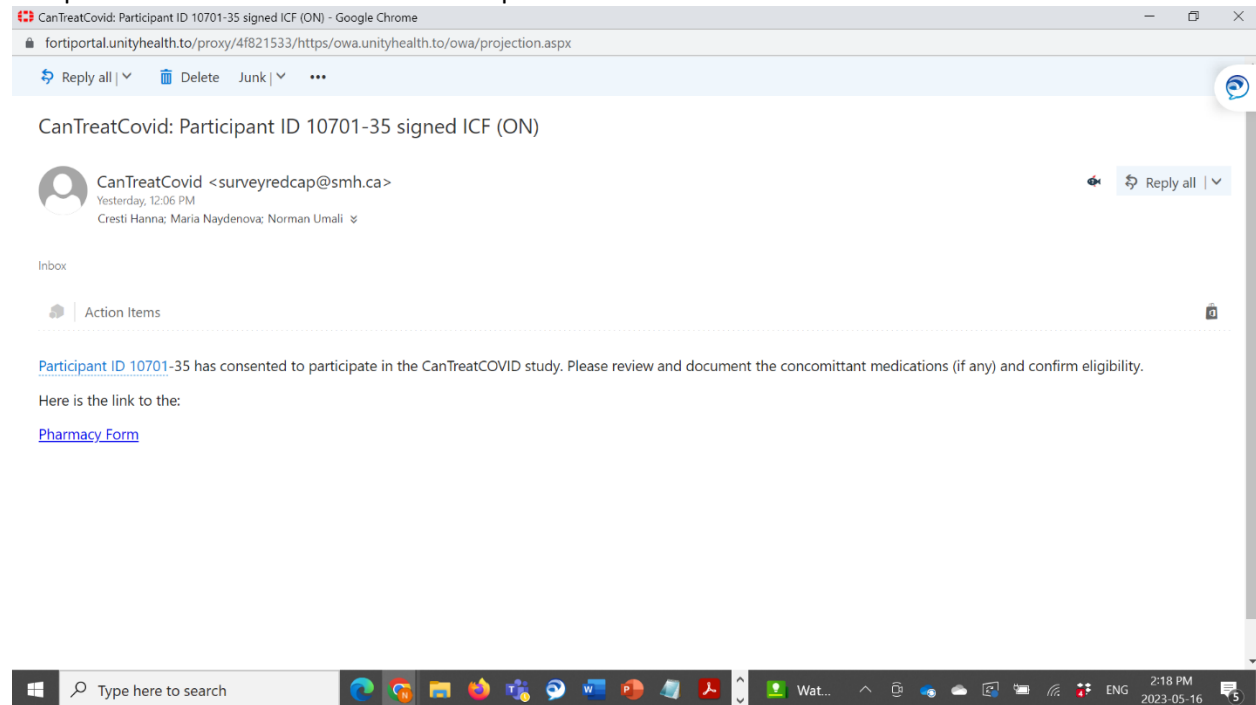 CanTreatCovid: Participant ID 10701-35 signed ICF (ON) - Google Chrome
fortiportal.unityhealth.to/proxy/4f821533/https/owa.unityhealth.to/owa/projection.aspx
Reply all | Delete Junk | •••
CanTreatCovid: Participant ID 10701-35 signed ICF (ON)
CanTreatCovid <surveyredcap@smh.ca>
Reply all |
Yesterday, 12:06 PM
Cresti Hanna; Maria Naydenova; Norman Umali
Inbox
Action Items
Participant ID 10701-35 has consented to participate in the CanTreatCOVID study. Please review and document the concomittant medications (if any) and confirm eligibility.
Here is the link to the:
Pharmacy Form
Type here to search
Wat...
ENG
2:18 PM
2023-05-16
5